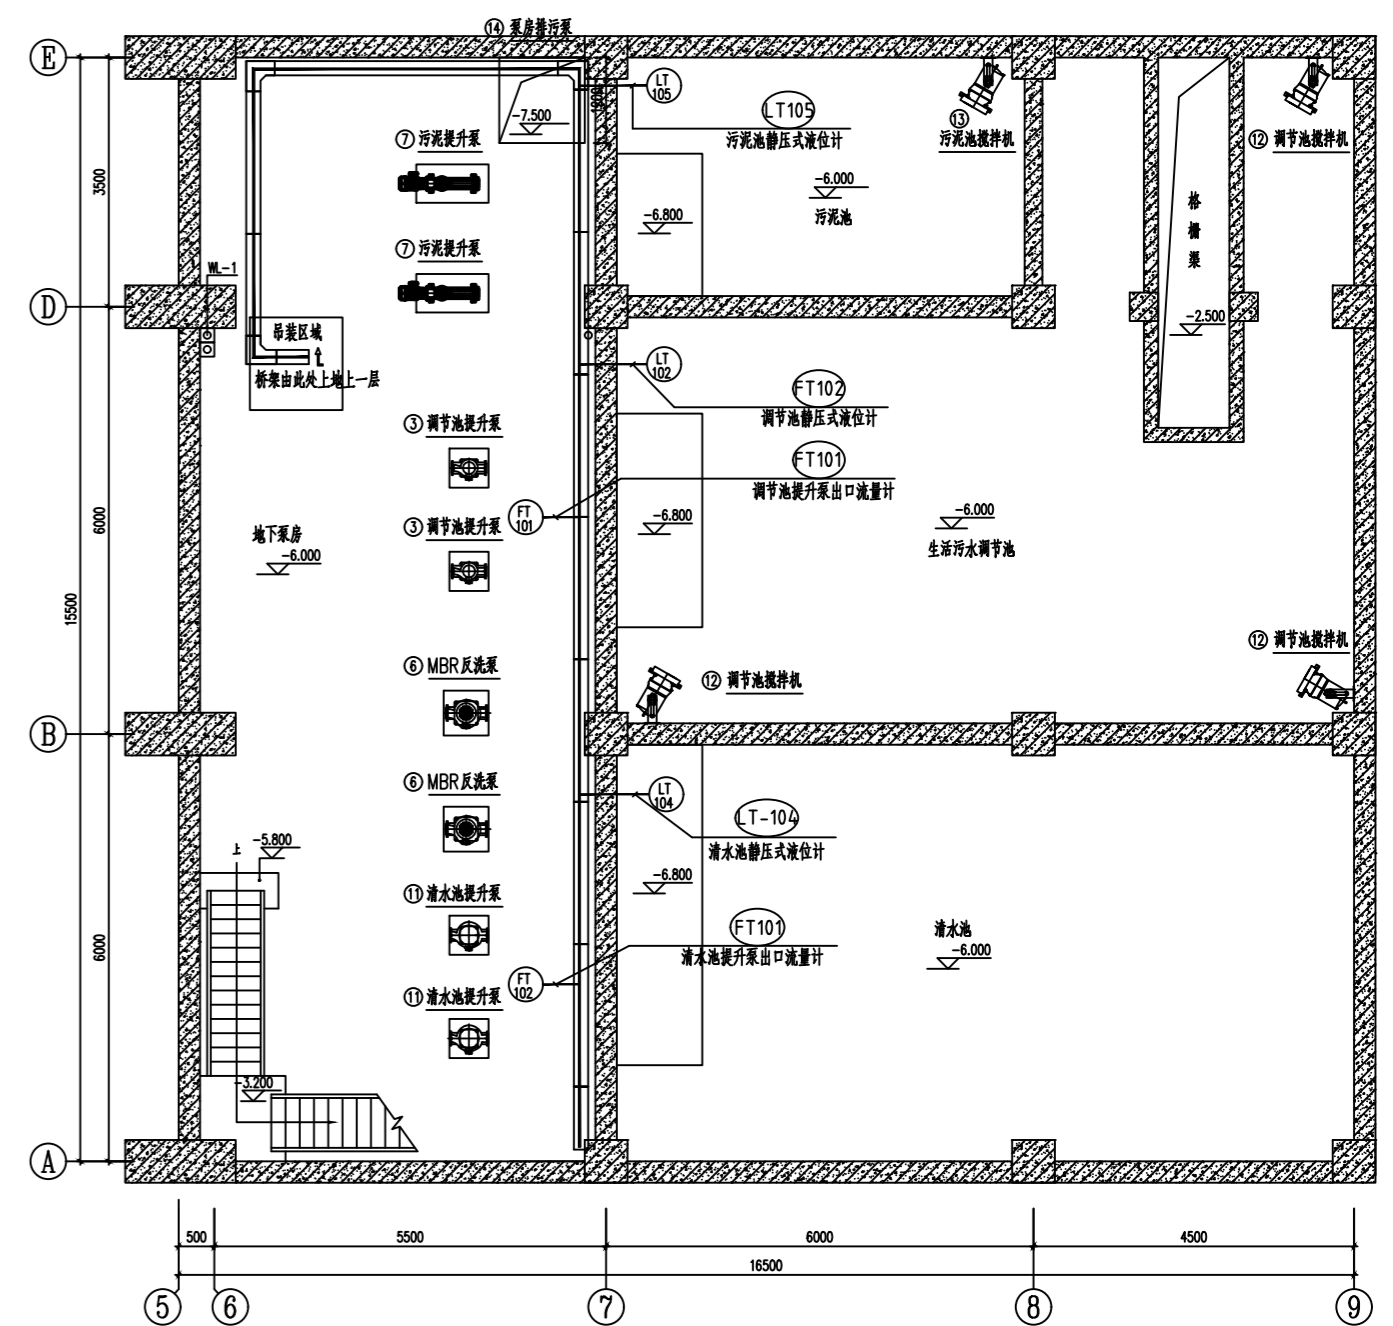 ⑭ 泵房排污泵
E
LT
105
LT105
污泥池静压式液位计
-7.500
1800
⑬
污泥池搅拌机
⑫ 调节池搅拌机
⑦ 污泥提升泵
-6.000
污泥池
-6.800
格
栅
渠
3500
⑦ 污泥提升泵
WL-1
D
-2.500
吊装区域
桥架由此处上地上一层
LT
102
FT102
调节池静压式液位计
③ 调节池提升泵
FT101
调节池提升泵出口流量计
FT
101
-6.800
-6.000
生活污水调节池
③ 调节池提升泵
地下泵房
-6.000
6000
15500
⑥ MBR反洗泵
⑫ 调节池搅拌机
⑫ 调节池搅拌机
B
⑥ MBR反洗泵
LT
104
LT-104
清水池静压式液位计
上
-5.800
-6.800
⑪ 清水池提升泵
FT101
清水池提升泵出口流量计
清水池
-6.000
6000
FT
102
⑪ 清水池提升泵
-3.200
A
500
5500
6000
4500
16500
5
6
7
8
9